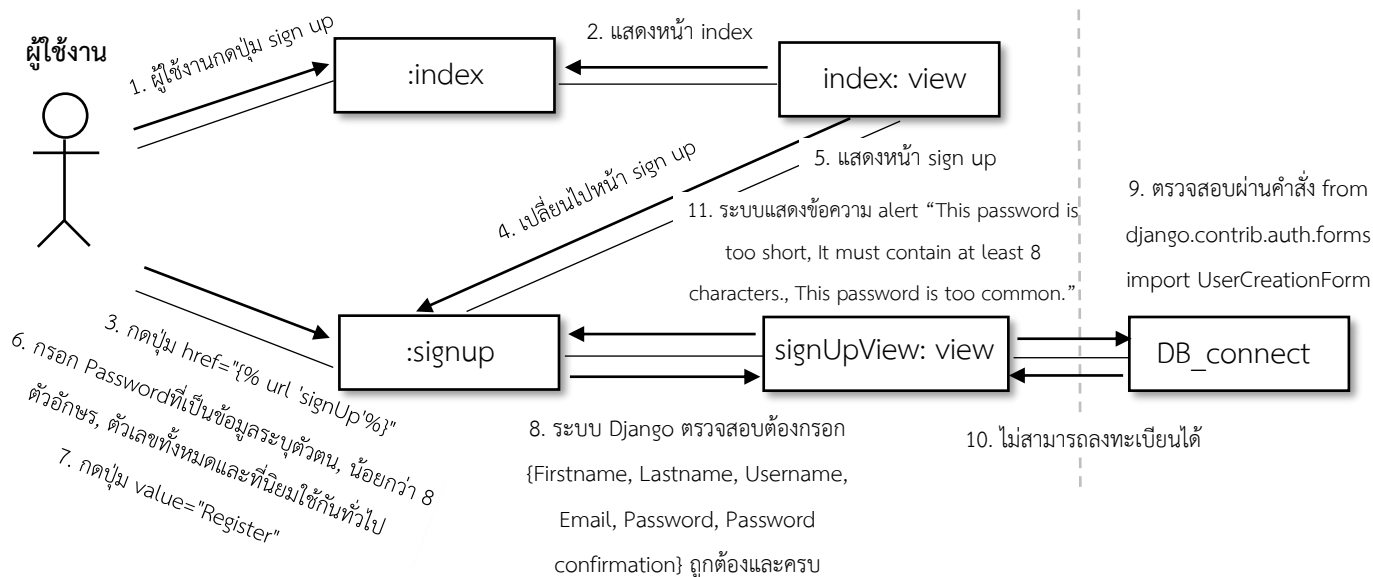 ผู้ใช้งาน
1. ผู้ใช้งานกดปุ่ม sign up
:index
2. แสดงหน้า index
index: view
4. เปลี่ยนไปหน้า sign up
5. แสดงหน้า sign up
11. ระบบแสดงข้อความ alert “This password is
too short, It must contain at least 8
characters., This password is too common.”
9. ตรวจสอบผ่านคำสั่ง from
django.contrib.auth.forms
import UserCreationForm
3. กดปุ่ม href="{% url 'signUp'%}"
6. กรอก Passwordที่เป็นข้อมูลระบุตัวตน, น้อยกว่า 8
ตัวอักษร, ตัวเลขทั้งหมดและที่นิยมใช้กันทั่วไป
7. กดปุ่ม value="Register"
:signup
signUpView: view
DB_connect
8. ระบบ Django ตรวจสอบต้องกรอก
{Firstname, Lastname, Username,
Email, Password, Password
confirmation} ถูกต้องและครบ
10. ไม่สามารถลงทะเบียนได้